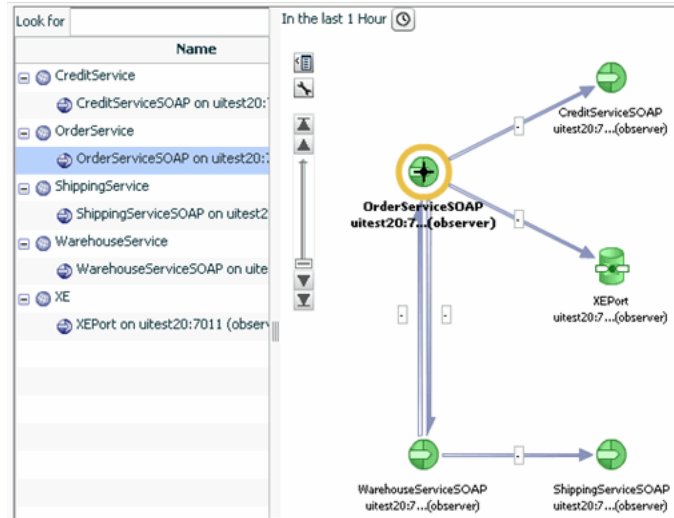 Look for
Name
CreditService
CreditServiceSOAP on uitest20:
OrderService
OrderServiceSOAP on uitest20:
ShippingService
ShippingServiceSOAP on uitest2
WarehouseService
WarehouseServiceSOAP on uite
XE
XEPort on uitest20:7011 (observ
In the last 1 Hour
CreditServiceSOAP
uitest20:7...(observer)
-
OrderServiceSOAP
uitest20:7...(observer)
-
XEPort
uitest20:7...(observer)
- -
-
WarehouseServiceSOAP
uitest20:7...(observer)
ShippingServiceSOAP
uitest20:7...(observer)